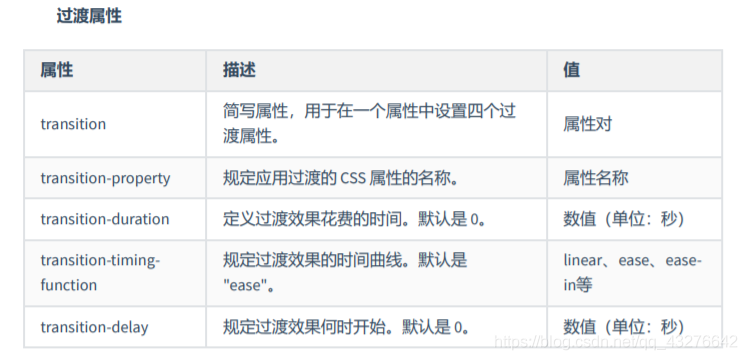 过渡属性
属性 描述 值
transition 简写属性，用于在一个属性中设置四个过
渡属性。 属性对
transition-property 规定应用过渡的 CSS 属性的名称。 属性名称
transition-duration 定义过渡效果花费的时间。默认是 0。 数值（单位：秒）
transition-timing-
function 规定过渡效果的时间曲线。默认是
"ease"。 linear、ease、ease-
in等
transition-delay 规定过渡效果何时开始。默认是 0。 数值（单位：秒）
https://blog.csdn.net/qq_43276642